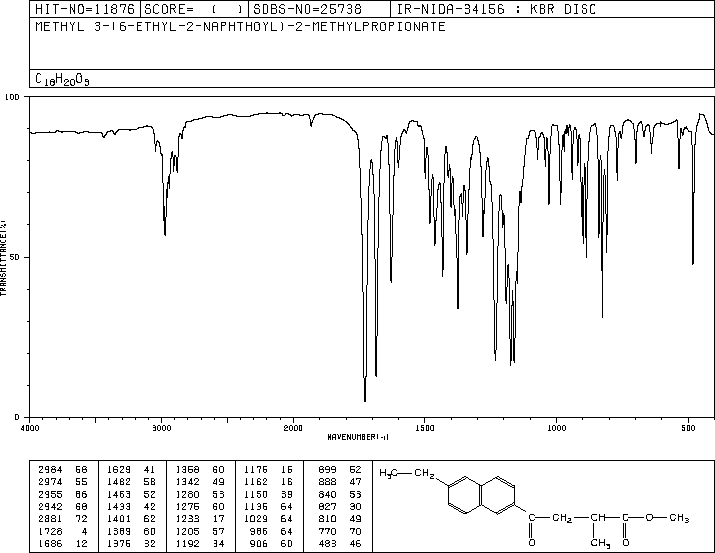 HIT-NO=11876 SCORE= ( ) SDBS-NO=25738 IR-NIDA-34156 : KBR DISC
METHYL 3-(6-ETHYL-2-NAPHTHOYL)-2-METHYLPROPIONATE
C18H20O3
100
50
0
TRANSMITTANCE(%)
4000 3000 2000 1500 1000 500
WAVENUMBER(-1)
2984 68 1629 41 1358 60 1176 16 899 52
2974 55 1482 58 1342 49 1162 16 888 47
2955 86 1463 52 1280 53 1150 39 840 53
2942 68 1433 42 1275 60 1136 64 827 30
2881 72 1401 62 1233 17 1029 64 810 49
1728 4 1389 60 1205 57 986 64 770 70
1686 12 1375 32 1192 34 906 60 483 46
H3C CH2
C CH2 CH C O CH3
O CH3 O